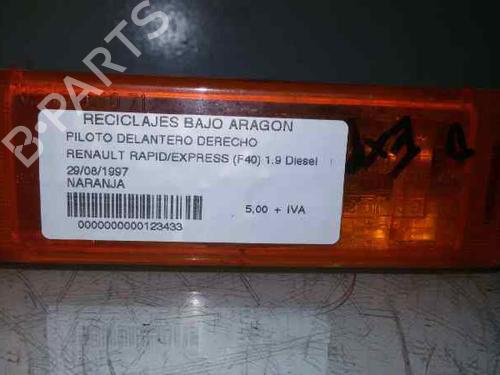 B-PARTS
RECICLAJES BAJO ARAGON
PILOTO DELANTERO DERECHO
RENAULT RAPID/EXPRESS (F40) 1.9 Diesel
29/08/1997
NARANJA
5,00 + IVA
0000000000123433